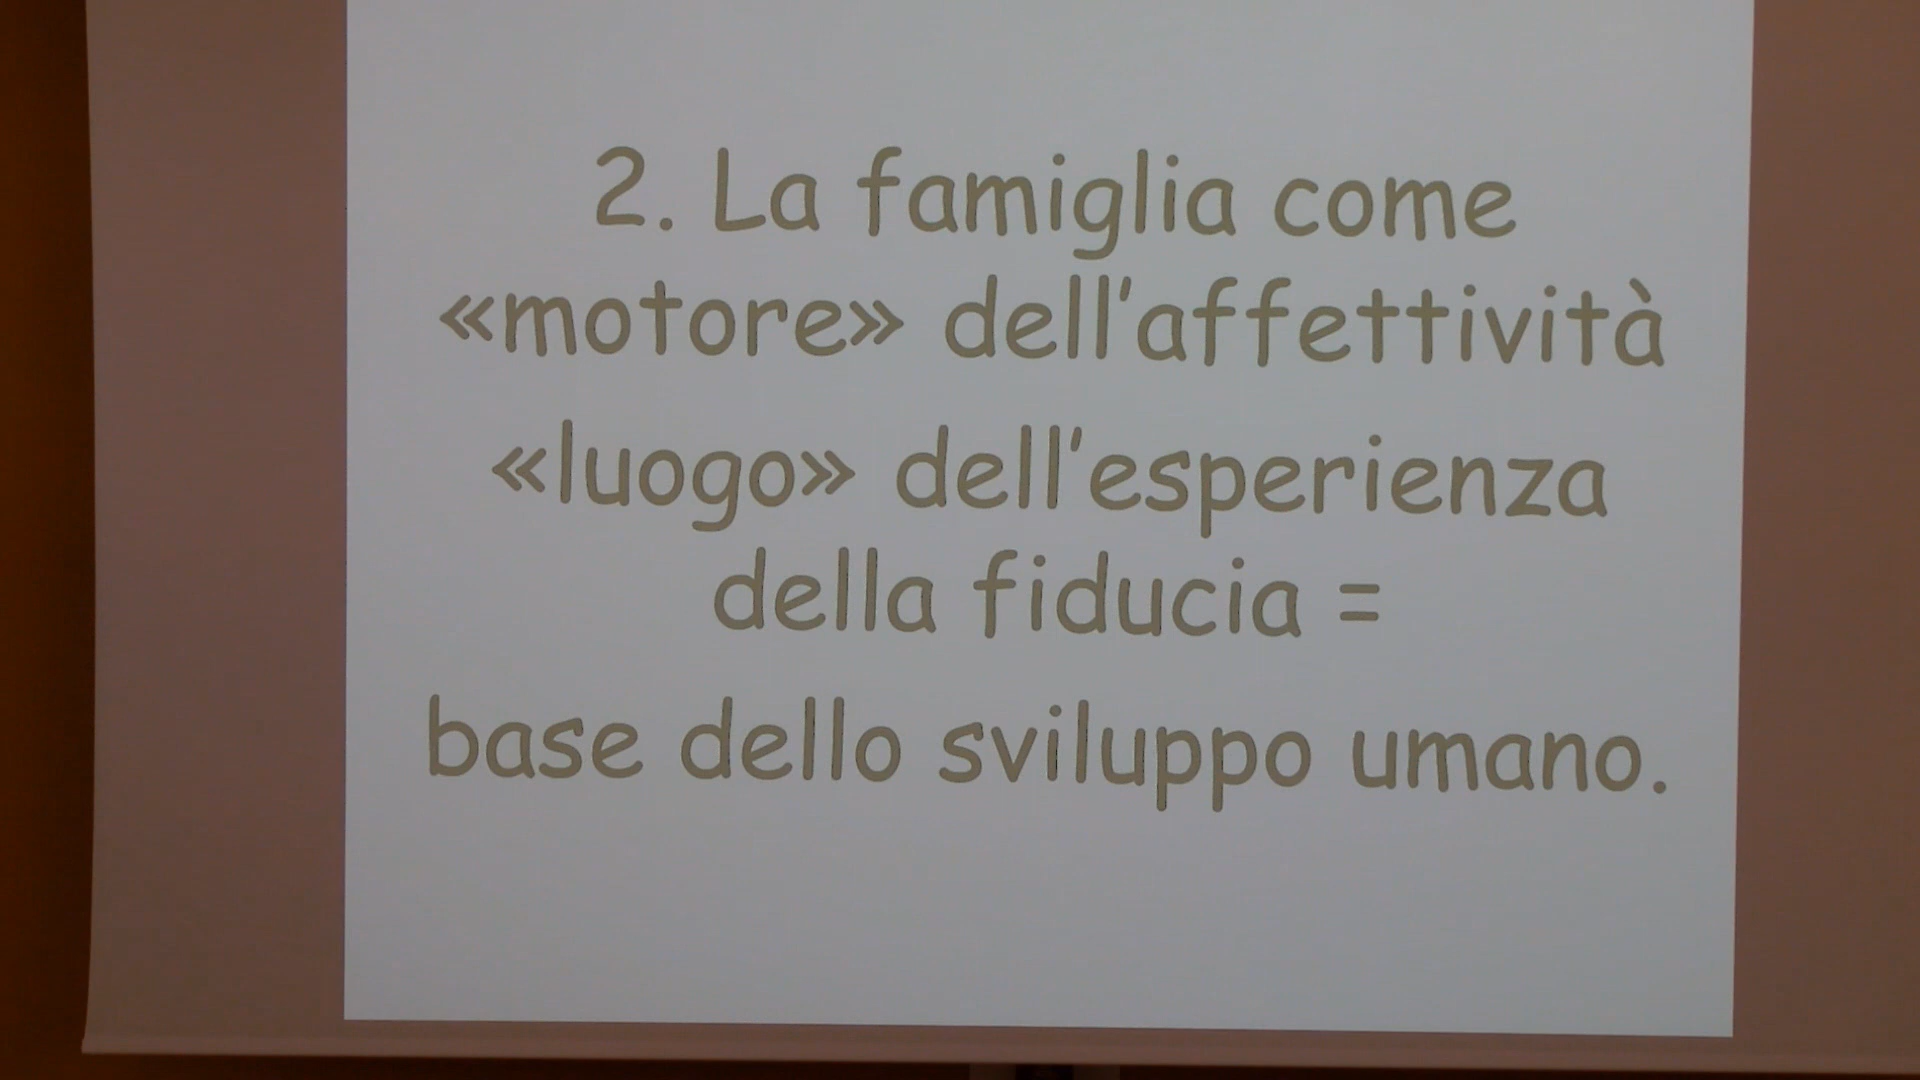 2. La famiglia come
«motore» dell'affettività
«luogo» dell'esperienza
della fiducia =
base dello sviluppo umano.